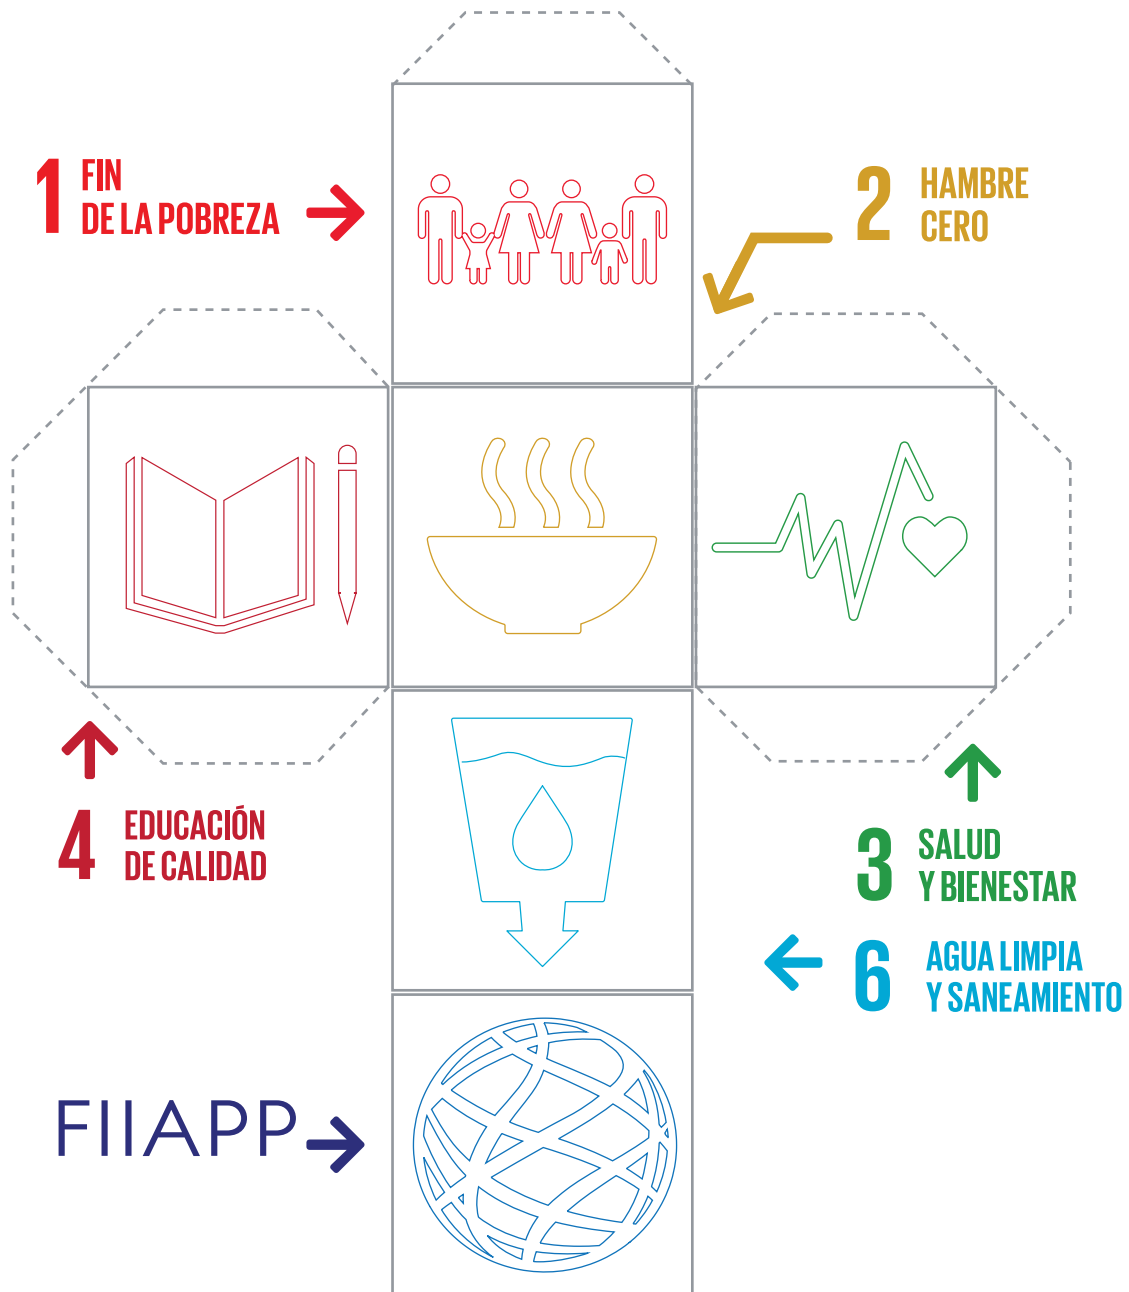 1 FIN
DE LA POBREZA
2 HAMBRE
CERO
4 EDUCACIÓN
DE CALIDAD
3 SALUD
Y BIENESTAR
6 AGUA LIMPIA
Y SANEAMIENTO
FIIAPP